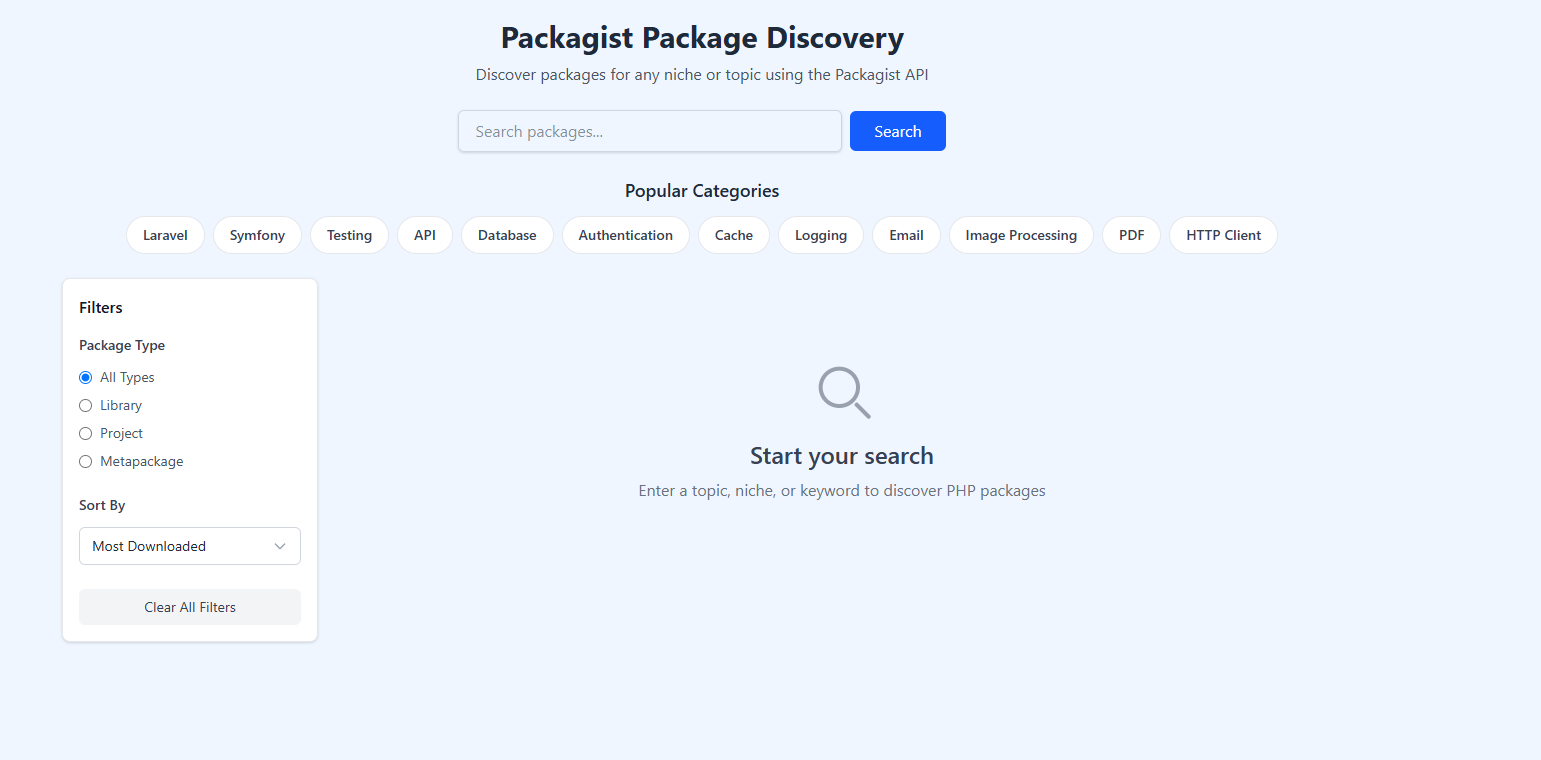 Packagist Package Discovery
Discover packages for any niche or topic using the Packagist API
Search packages... Search
Popular Categories
Laravel Symfony Testing API Database Authentication Cache Logging Email Image Processing PDF HTTP Client
Filters
Package Type
All Types
Library
Project
Metapackage
Sort By
Most Downloaded
Clear All Filters
Start your search
Enter a topic, niche, or keyword to discover PHP packages